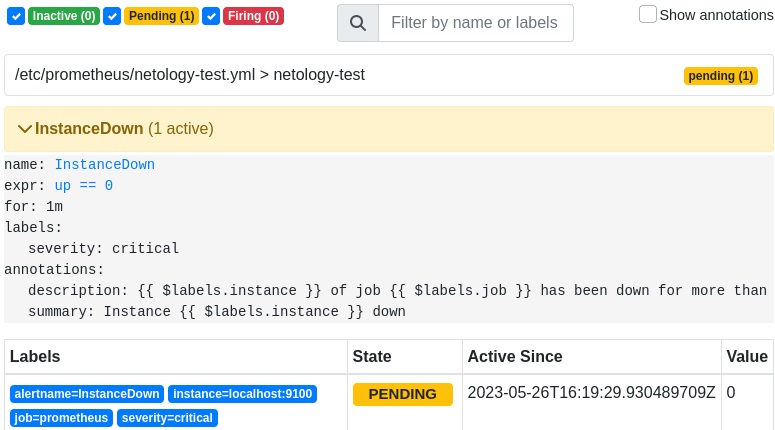 Inactive (0) Pending (1) Firing (0) Filter by name or labels Show annotations
/etc/prometheus/netology-test.yml > netology-test pending (1)
InstanceDown (1 active)
name: InstanceDown
expr: up == 0
for: 1m
labels:
severity: critical
annotations:
description: {{ $labels.instance }} of job {{ $labels.job }} has been down for more than
summary: Instance {{ $labels.instance }} down
Labels State Active Since Value
alertname=InstanceDown instance=localhost:9100 PENDING 2023-05-26T16:19:29.930489709Z 0
job=prometheus severity=critical